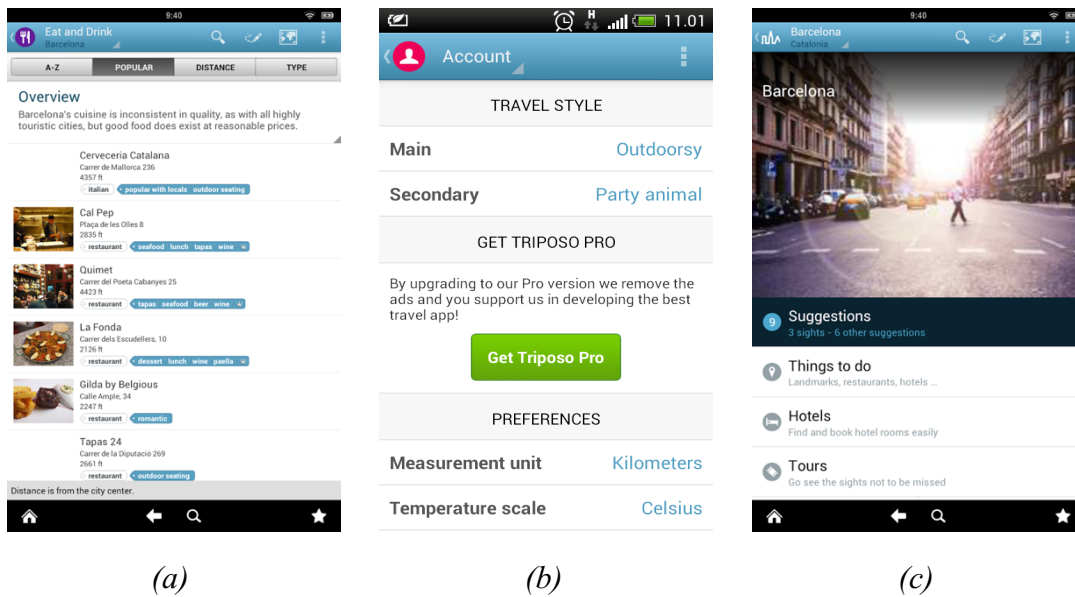 9:40
Eat and Drink
Barcelona
A-Z POPULAR DISTANCE TYPE
Overview
Barcelona's cuisine is inconsistent in quality, as with all highly
touristic cities, but good food does exist at reasonable prices.
Cerveceria Catalana
Carrer de Mallorca 236
4357 ft
italian popular with locals outdoor seating
Cal Pep
Plaça de les Olles 8
2835 ft
restaurant seafood lunch tapas wine
Quimet
Carrer del Poeta Cabanyes 25
4423 ft
restaurant tapas seafood beer wine
La Fonda
Carrer dels Escudellers, 10
2126 ft
restaurant dessert lunch wine paella
Gilda by Belgious
Calle Ample, 34
2247 ft
restaurant romantic
Tapas 24
Carrer de la Diputació 269
2661 ft
restaurant outdoor seating
Distance is from the city center.
(a)
H 11.01
Account
TRAVEL STYLE
Main Outdoorsy
Secondary Party animal
GET TRIPOSO PRO
By upgrading to our Pro version we remove the
ads and you support us in developing the best
travel app!
Get Triposo Pro
PREFERENCES
Measurement unit Kilometers
Temperature scale Celsius
(b)
9:40
Barcelona
Catalonia
Barcelona
9 Suggestions
3 sights - 6 other suggestions
Things to do
Landmarks, restaurants, hotels ...
Hotels
Find and book hotel rooms easily
Tours
Go see the sights not to be missed
(c)